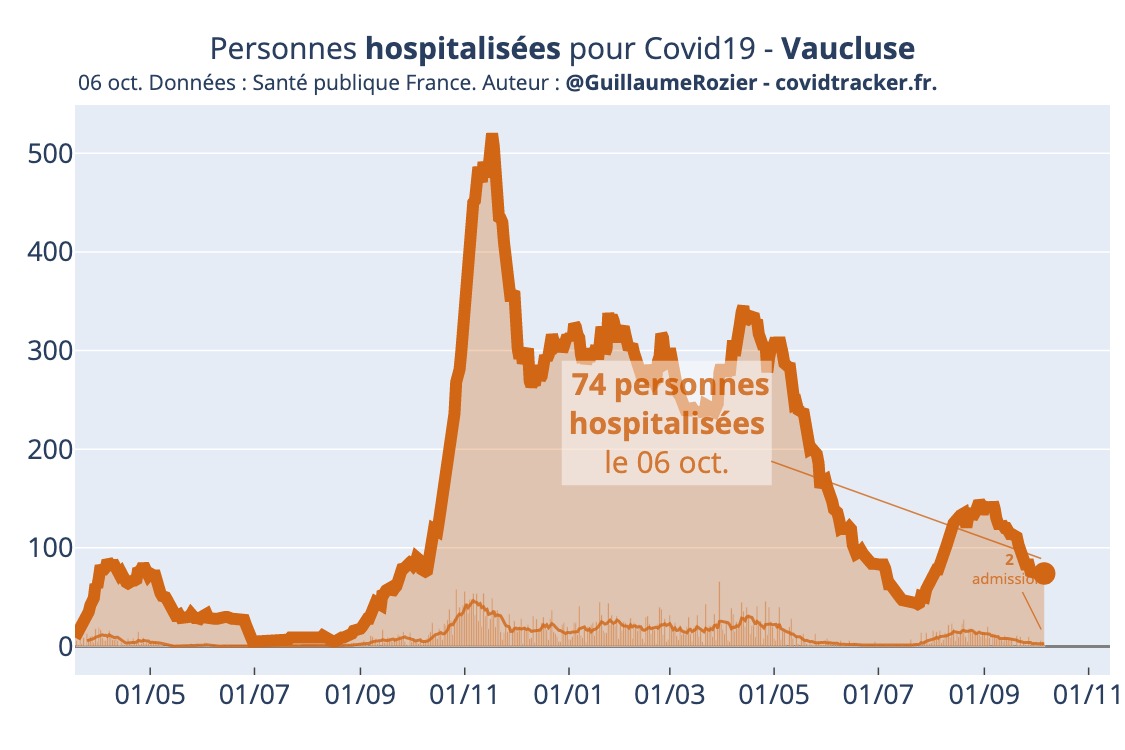 Personnes hospitalisées pour Covid19 - Vaucluse
06 oct. Données : Santé publique France. Auteur : @GuillaumeRozier - covidtracker.fr.
500
400
300
200
100
0
74 personnes
hospitalisées
le 06 oct.
2
admissio
01/05 01/07 01/09 01/11 01/01 01/03 01/05 01/07 01/09 01/11